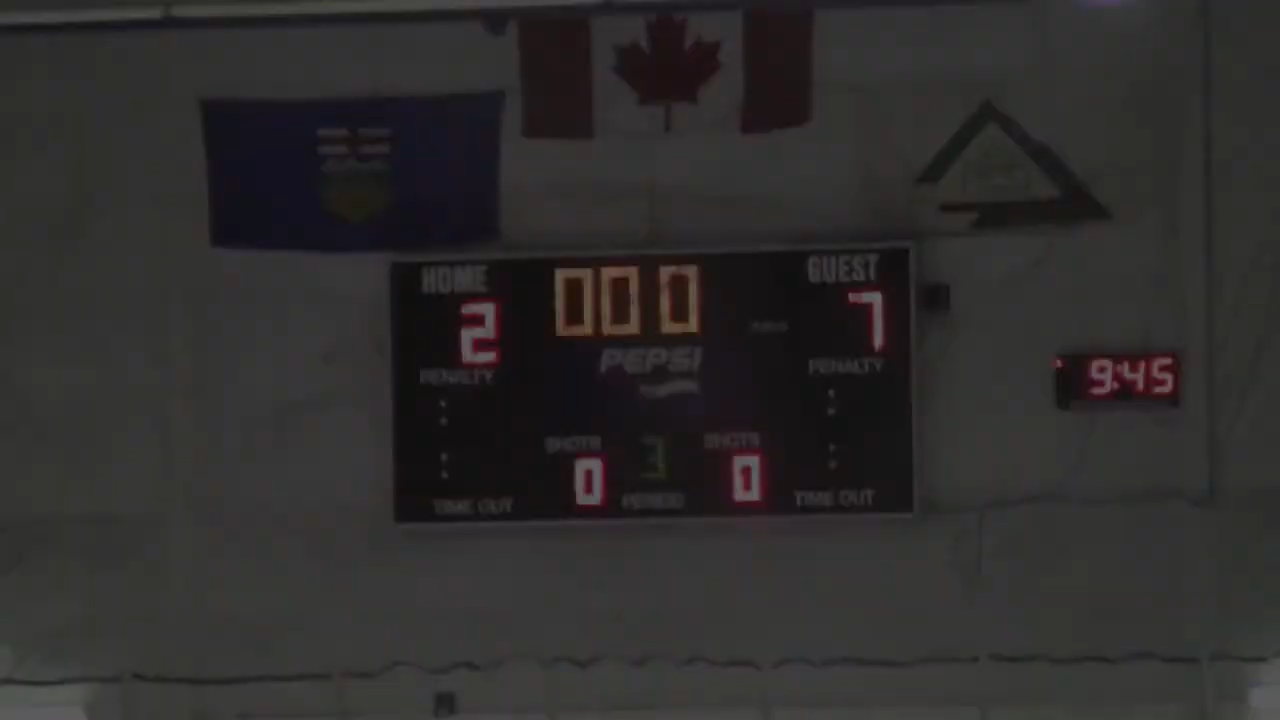 HOME
GUEST
000
2
7
PEPSI
PENALTY
PENALTY
9:45
SHOTS
3
SHOTS
0
0
TIME OUT
PERIOD
TIME OUT